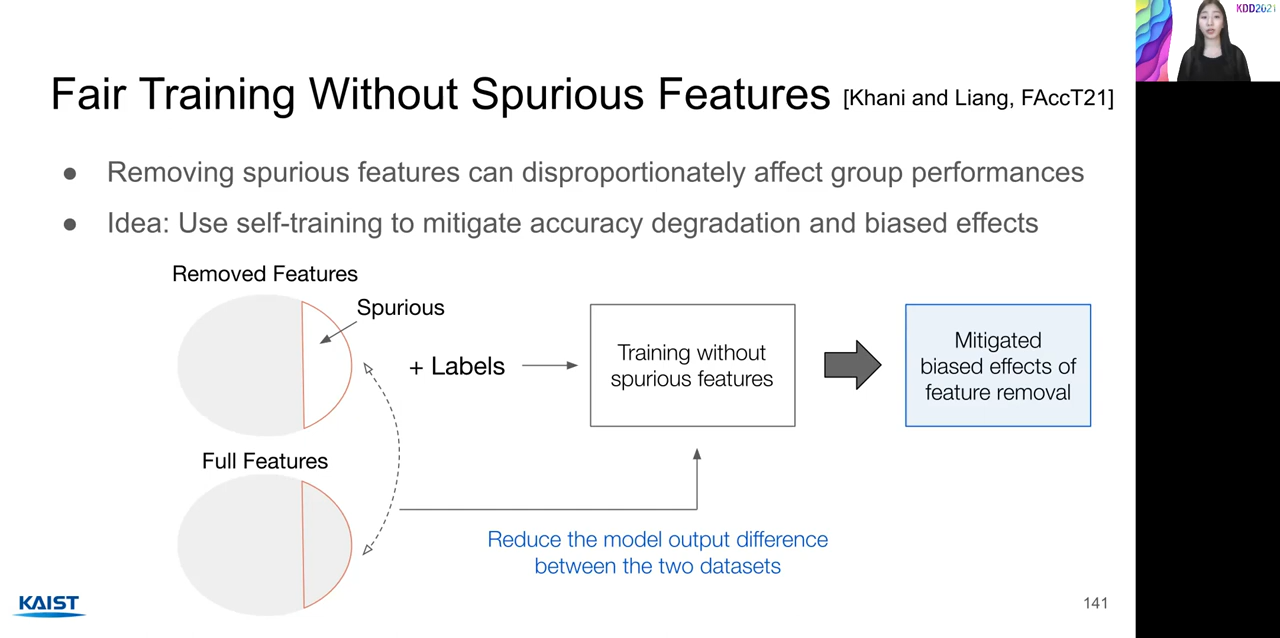 KDD2021
Fair Training Without Spurious Features [Khani and Liang, FAccT21]
● Removing spurious features can disproportionately affect group performances
● Idea: Use self-training to mitigate accuracy degradation and biased effects
Removed Features
Spurious
+ Labels
Training without
spurious features
Mitigated
biased effects of
feature removal
Full Features
Reduce the model output difference
between the two datasets
KAIST
141